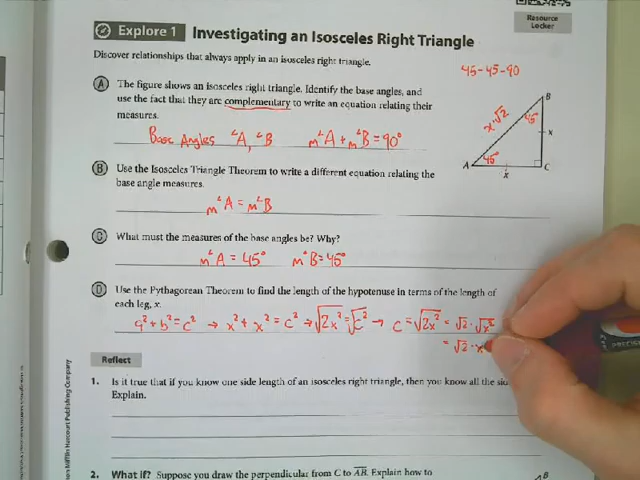 Resource
Locker
Explore 1 Investigating an Isosceles Right Triangle
Discover relationships that always apply in an isosceles right triangle.
45-45-90
A The figure shows an isosceles right triangle. Identify the base angles, and
use the fact that they are complementary to write an equation relating their
measures.
Base Angles ∠A, ∠B m∠A + m∠B = 90°
B
x√2
45°
x
A
45°
C
x
B Use the Isosceles Triangle Theorem to write a different equation relating the
base angle measures.
m∠A = m∠B
C What must the measures of the base angles be? Why?
m∠A = 45° m∠B = 45°
D Use the Pythagorean Theorem to find the length of the hypotenuse in terms of the length of
each leg, x.
a² + b² = c² → x² + x² = c² → √2x² = √c² → c = √2x² = √2 · √x²
= √2 · x
Reflect
1. Is it true that if you know one side length of an isosceles right triangle, then you know all the
Explain.
2. What if? Suppose you draw the perpendicular from C to AB. Explain how to
Mifflin Harcourt Publishing Company